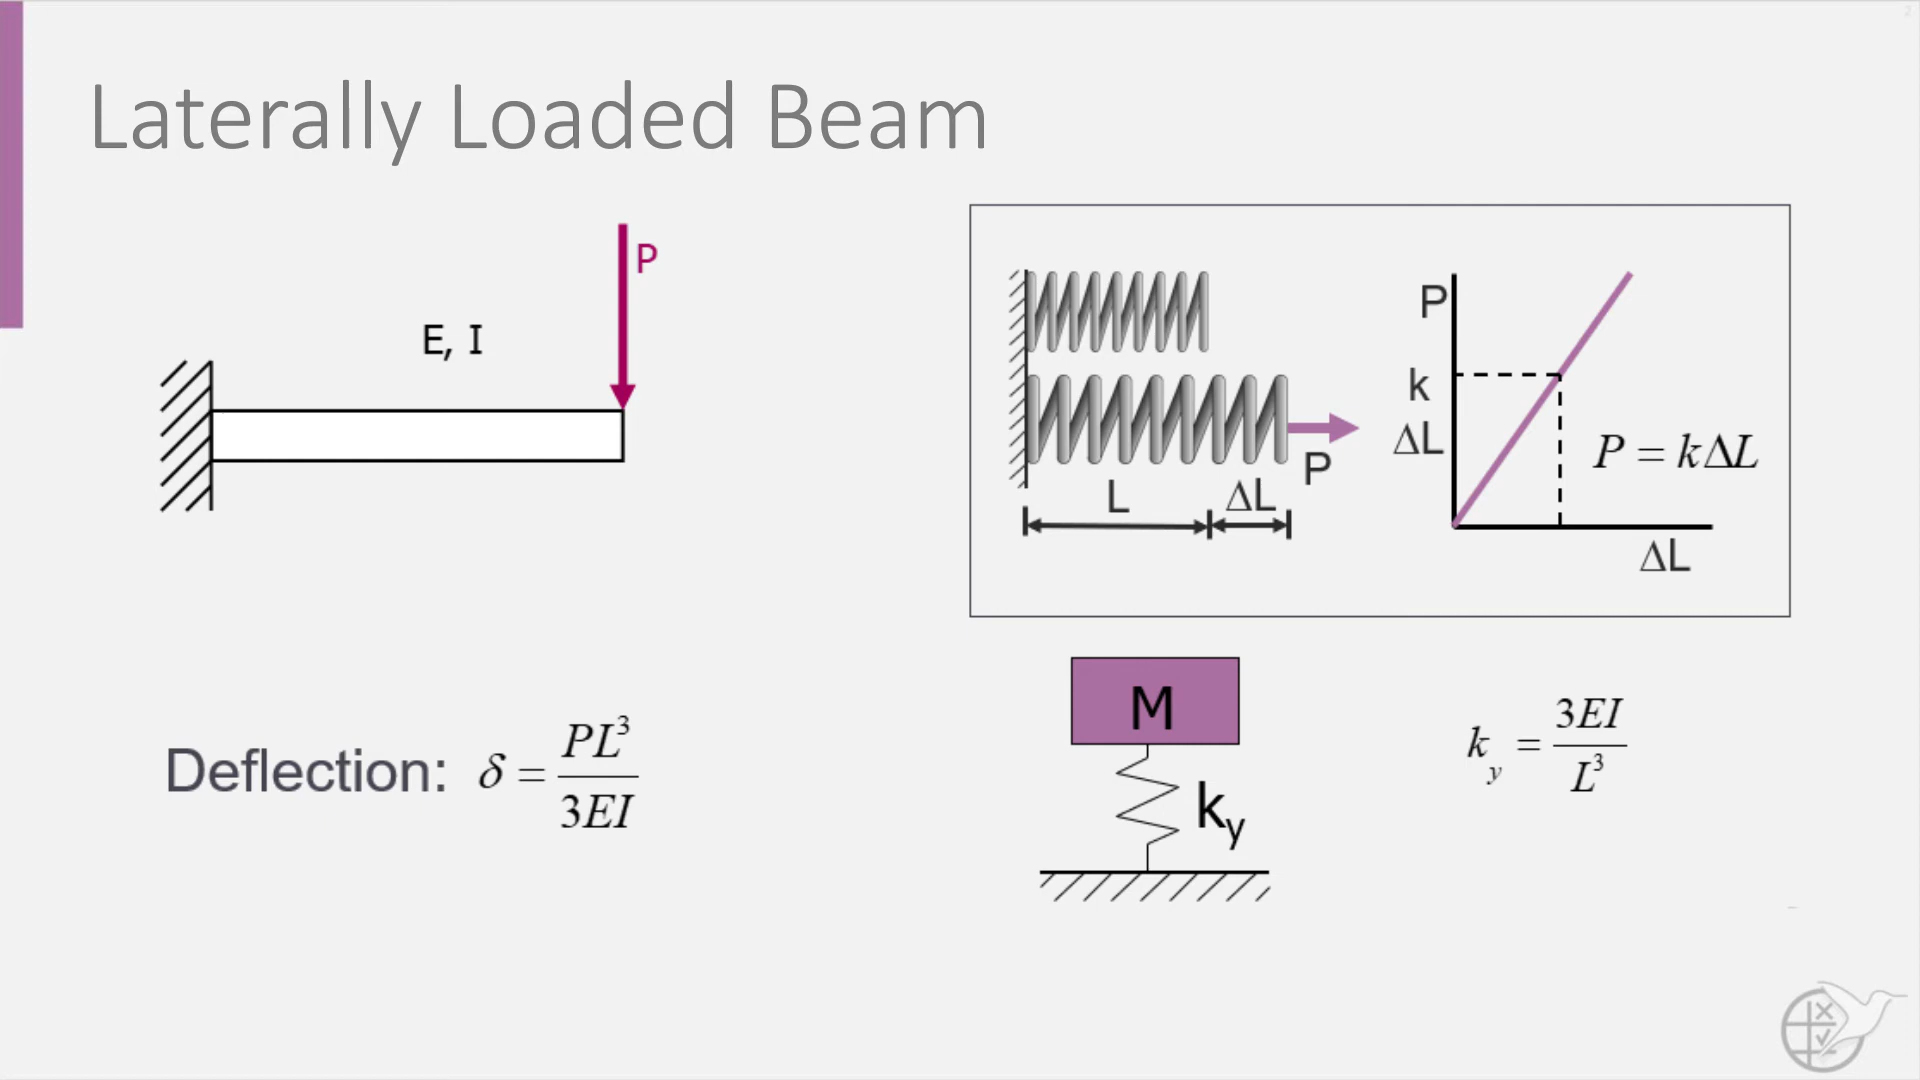 Laterally Loaded Beam
P
E, I
Deflection: δ = PL³ / 3EI
P
L
ΔL
P
k
ΔL
P = kΔL
ΔL
M
k_y
k_y = 3EI / L³